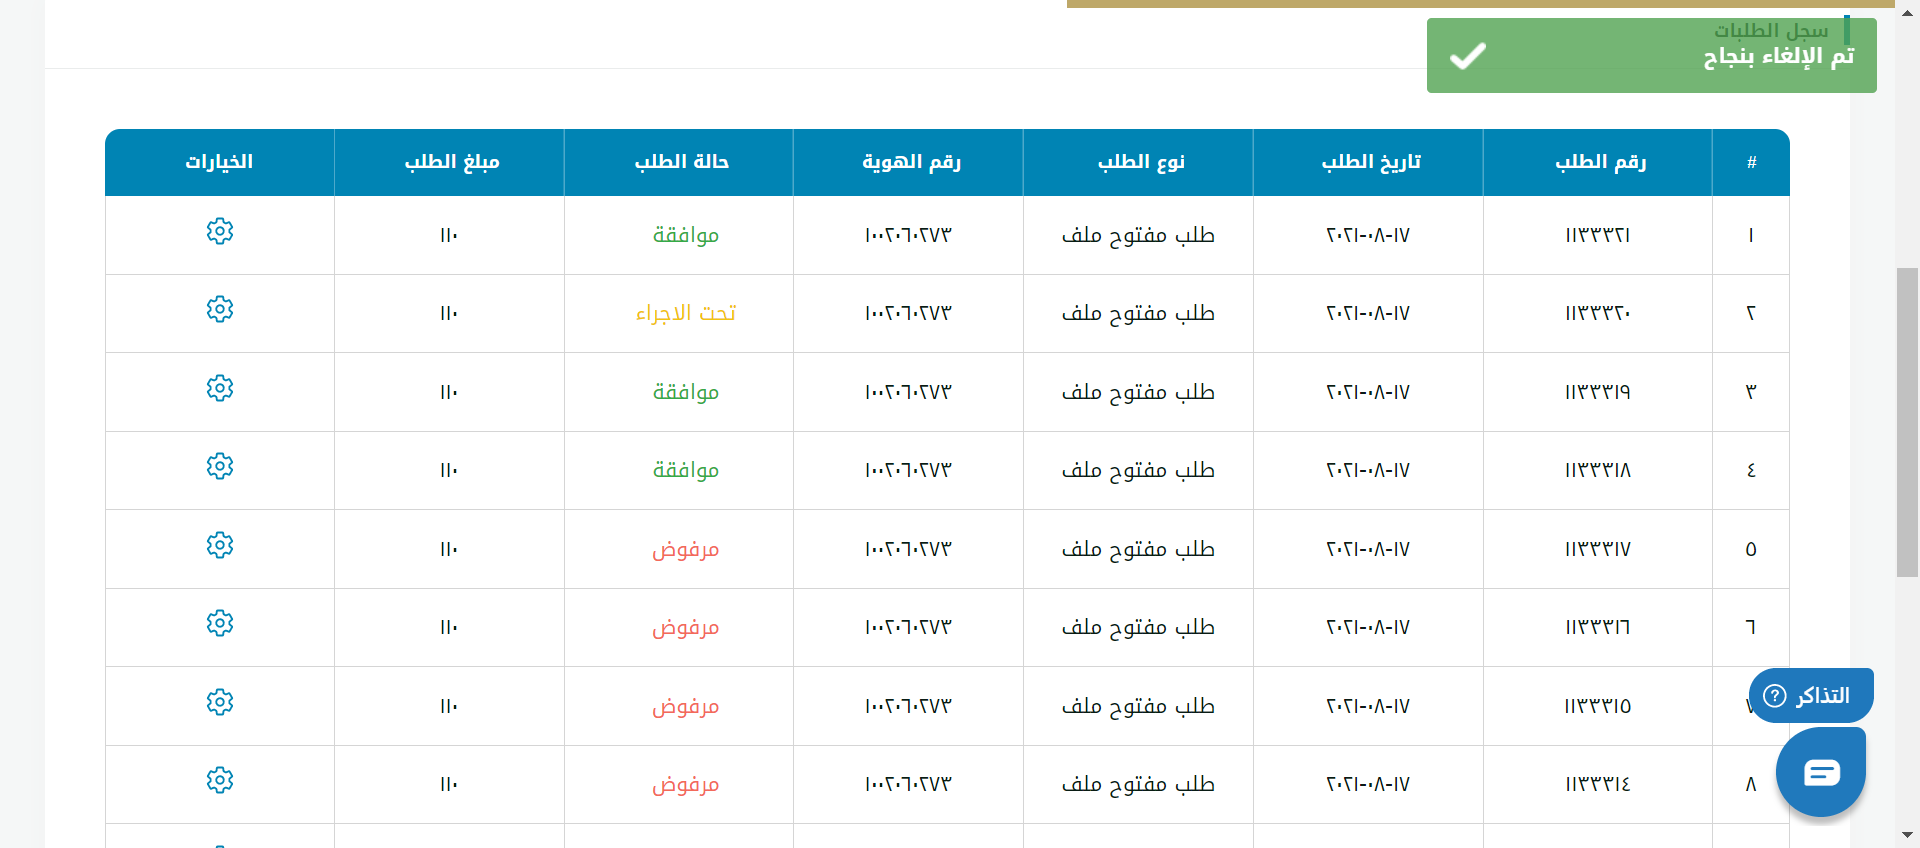 سجل الطلبات
تم الإلغاء بنجاح
# رقم الطلب تاريخ الطلب نوع الطلب رقم الهوية حالة الطلب مبلغ الطلب الخيارات
١ ١١٣٣٣٢١ ١٧-٠٨-٢٠٢١ طلب مفتوح ملف ١٠٠٢٠٦٠٢٧٣ موافقة ١١٠
٢ ١١٣٣٣٢٠ ١٧-٠٨-٢٠٢١ طلب مفتوح ملف ١٠٠٢٠٦٠٢٧٣ تحت الاجراء ١١٠
٣ ١١٣٣٣١٩ ١٧-٠٨-٢٠٢١ طلب مفتوح ملف ١٠٠٢٠٦٠٢٧٣ موافقة ١١٠
٤ ١١٣٣٣١٨ ١٧-٠٨-٢٠٢١ طلب مفتوح ملف ١٠٠٢٠٦٠٢٧٣ موافقة ١١٠
٥ ١١٣٣٣١٧ ١٧-٠٨-٢٠٢١ طلب مفتوح ملف ١٠٠٢٠٦٠٢٧٣ مرفوض ١١٠
٦ ١١٣٣٣١٦ ١٧-٠٨-٢٠٢١ طلب مفتوح ملف ١٠٠٢٠٦٠٢٧٣ مرفوض ١١٠
٧ ١١٣٣٣١٥ ١٧-٠٨-٢٠٢١ طلب مفتوح ملف ١٠٠٢٠٦٠٢٧٣ مرفوض ١١٠
التذاكر
٨ ١١٣٣٣١٤ ١٧-٠٨-٢٠٢١ طلب مفتوح ملف ١٠٠٢٠٦٠٢٧٣ مرفوض ١١٠